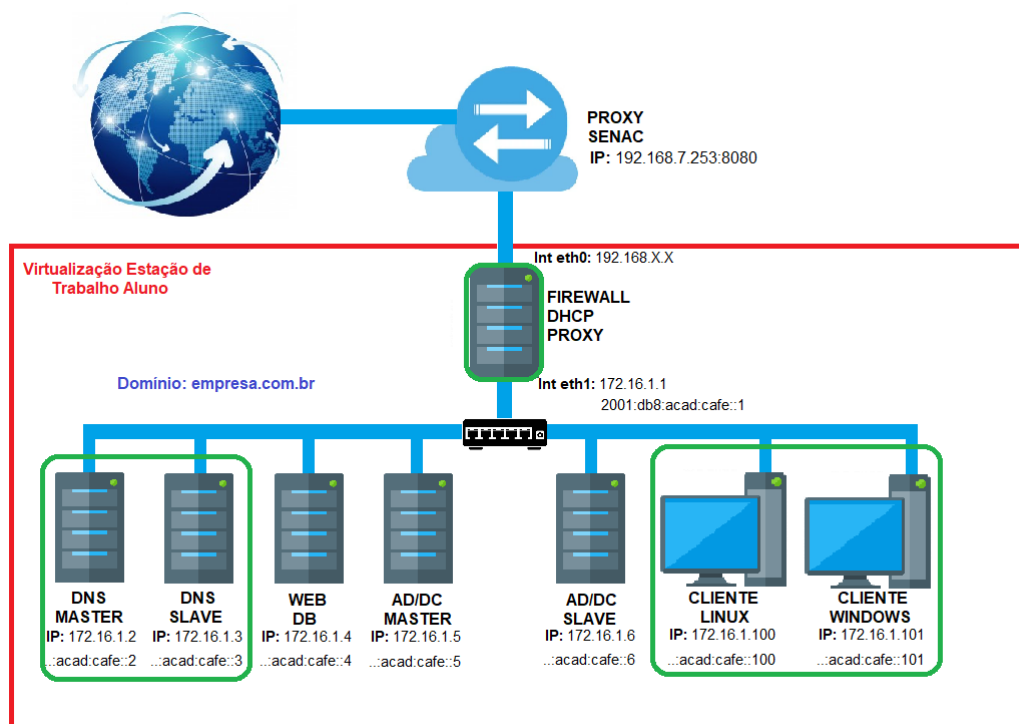 PROXY
SENAC
IP: 192.168.7.253:8080
Virtualização Estação de
Trabalho Aluno
Int eth0: 192.168.X.X
FIREWALL
DHCP
PROXY
Domínio: empresa.com.br
Int eth1: 172.16.1.1
2001:db8:acad:cafe::1
DNS
MASTER
IP: 172.16.1.2
..:acad:cafe::2
DNS
SLAVE
IP: 172.16.1.3
..:acad:cafe::3
WEB
DB
IP: 172.16.1.4
..:acad:cafe::4
AD/DC
MASTER
IP: 172.16.1.5
..:acad:cafe::5
AD/DC
SLAVE
IP: 172.16.1.6
..:acad:cafe::6
CLIENTE
LINUX
IP: 172.16.1.100
..:acad:cafe::100
CLIENTE
WINDOWS
IP: 172.16.1.101
..:acad:cafe::101